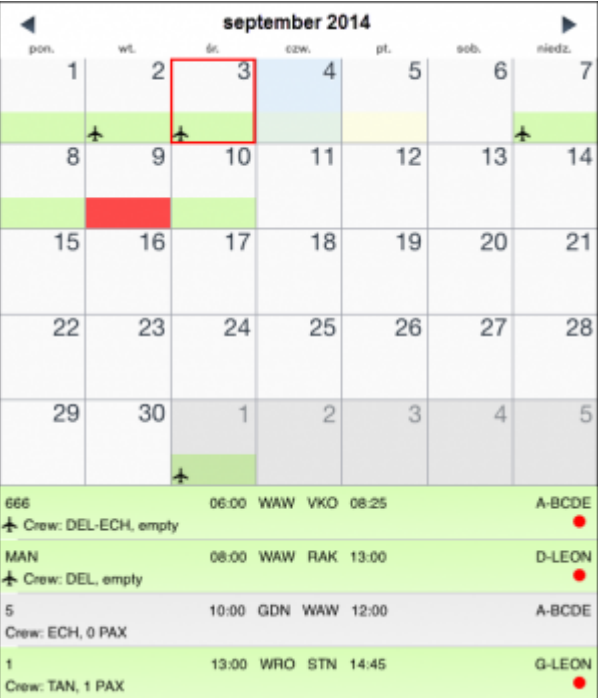 september 2014
pon. wt. śr. czw. pt. sob. niedz.
1 2 3 4 5 6 7
8 9 10 11 12 13 14
15 16 17 18 19 20 21
22 23 24 25 26 27 28
29 30 1 2 3 4 5
666 06:00 WAW VKO 08:25 A-BCDE
Crew: DEL-ECH, empty
MAN 08:00 WAW RAK 13:00 D-LEON
Crew: DEL, empty
5 10:00 GDN WAW 12:00 A-BCDE
Crew: ECH, 0 PAX
1 13:00 WRO STN 14:45 G-LEON
Crew: TAN, 1 PAX